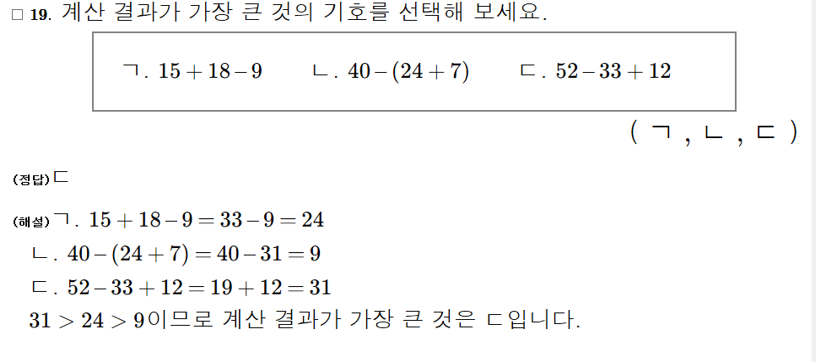 □ 19. 계산 결과가 가장 큰 것의 기호를 선택해 보세요.
ㄱ. 15+18−9 ㄴ. 40−(24+7) ㄷ. 52−33+12
( ㄱ , ㄴ , ㄷ )
(정답)ㄷ
(해설)ㄱ. 15+18−9=33−9=24
ㄴ. 40−(24+7)=40−31=9
ㄷ. 52−33+12=19+12=31
31 > 24 > 9이므로 계산 결과가 가장 큰 것은 ㄷ입니다.